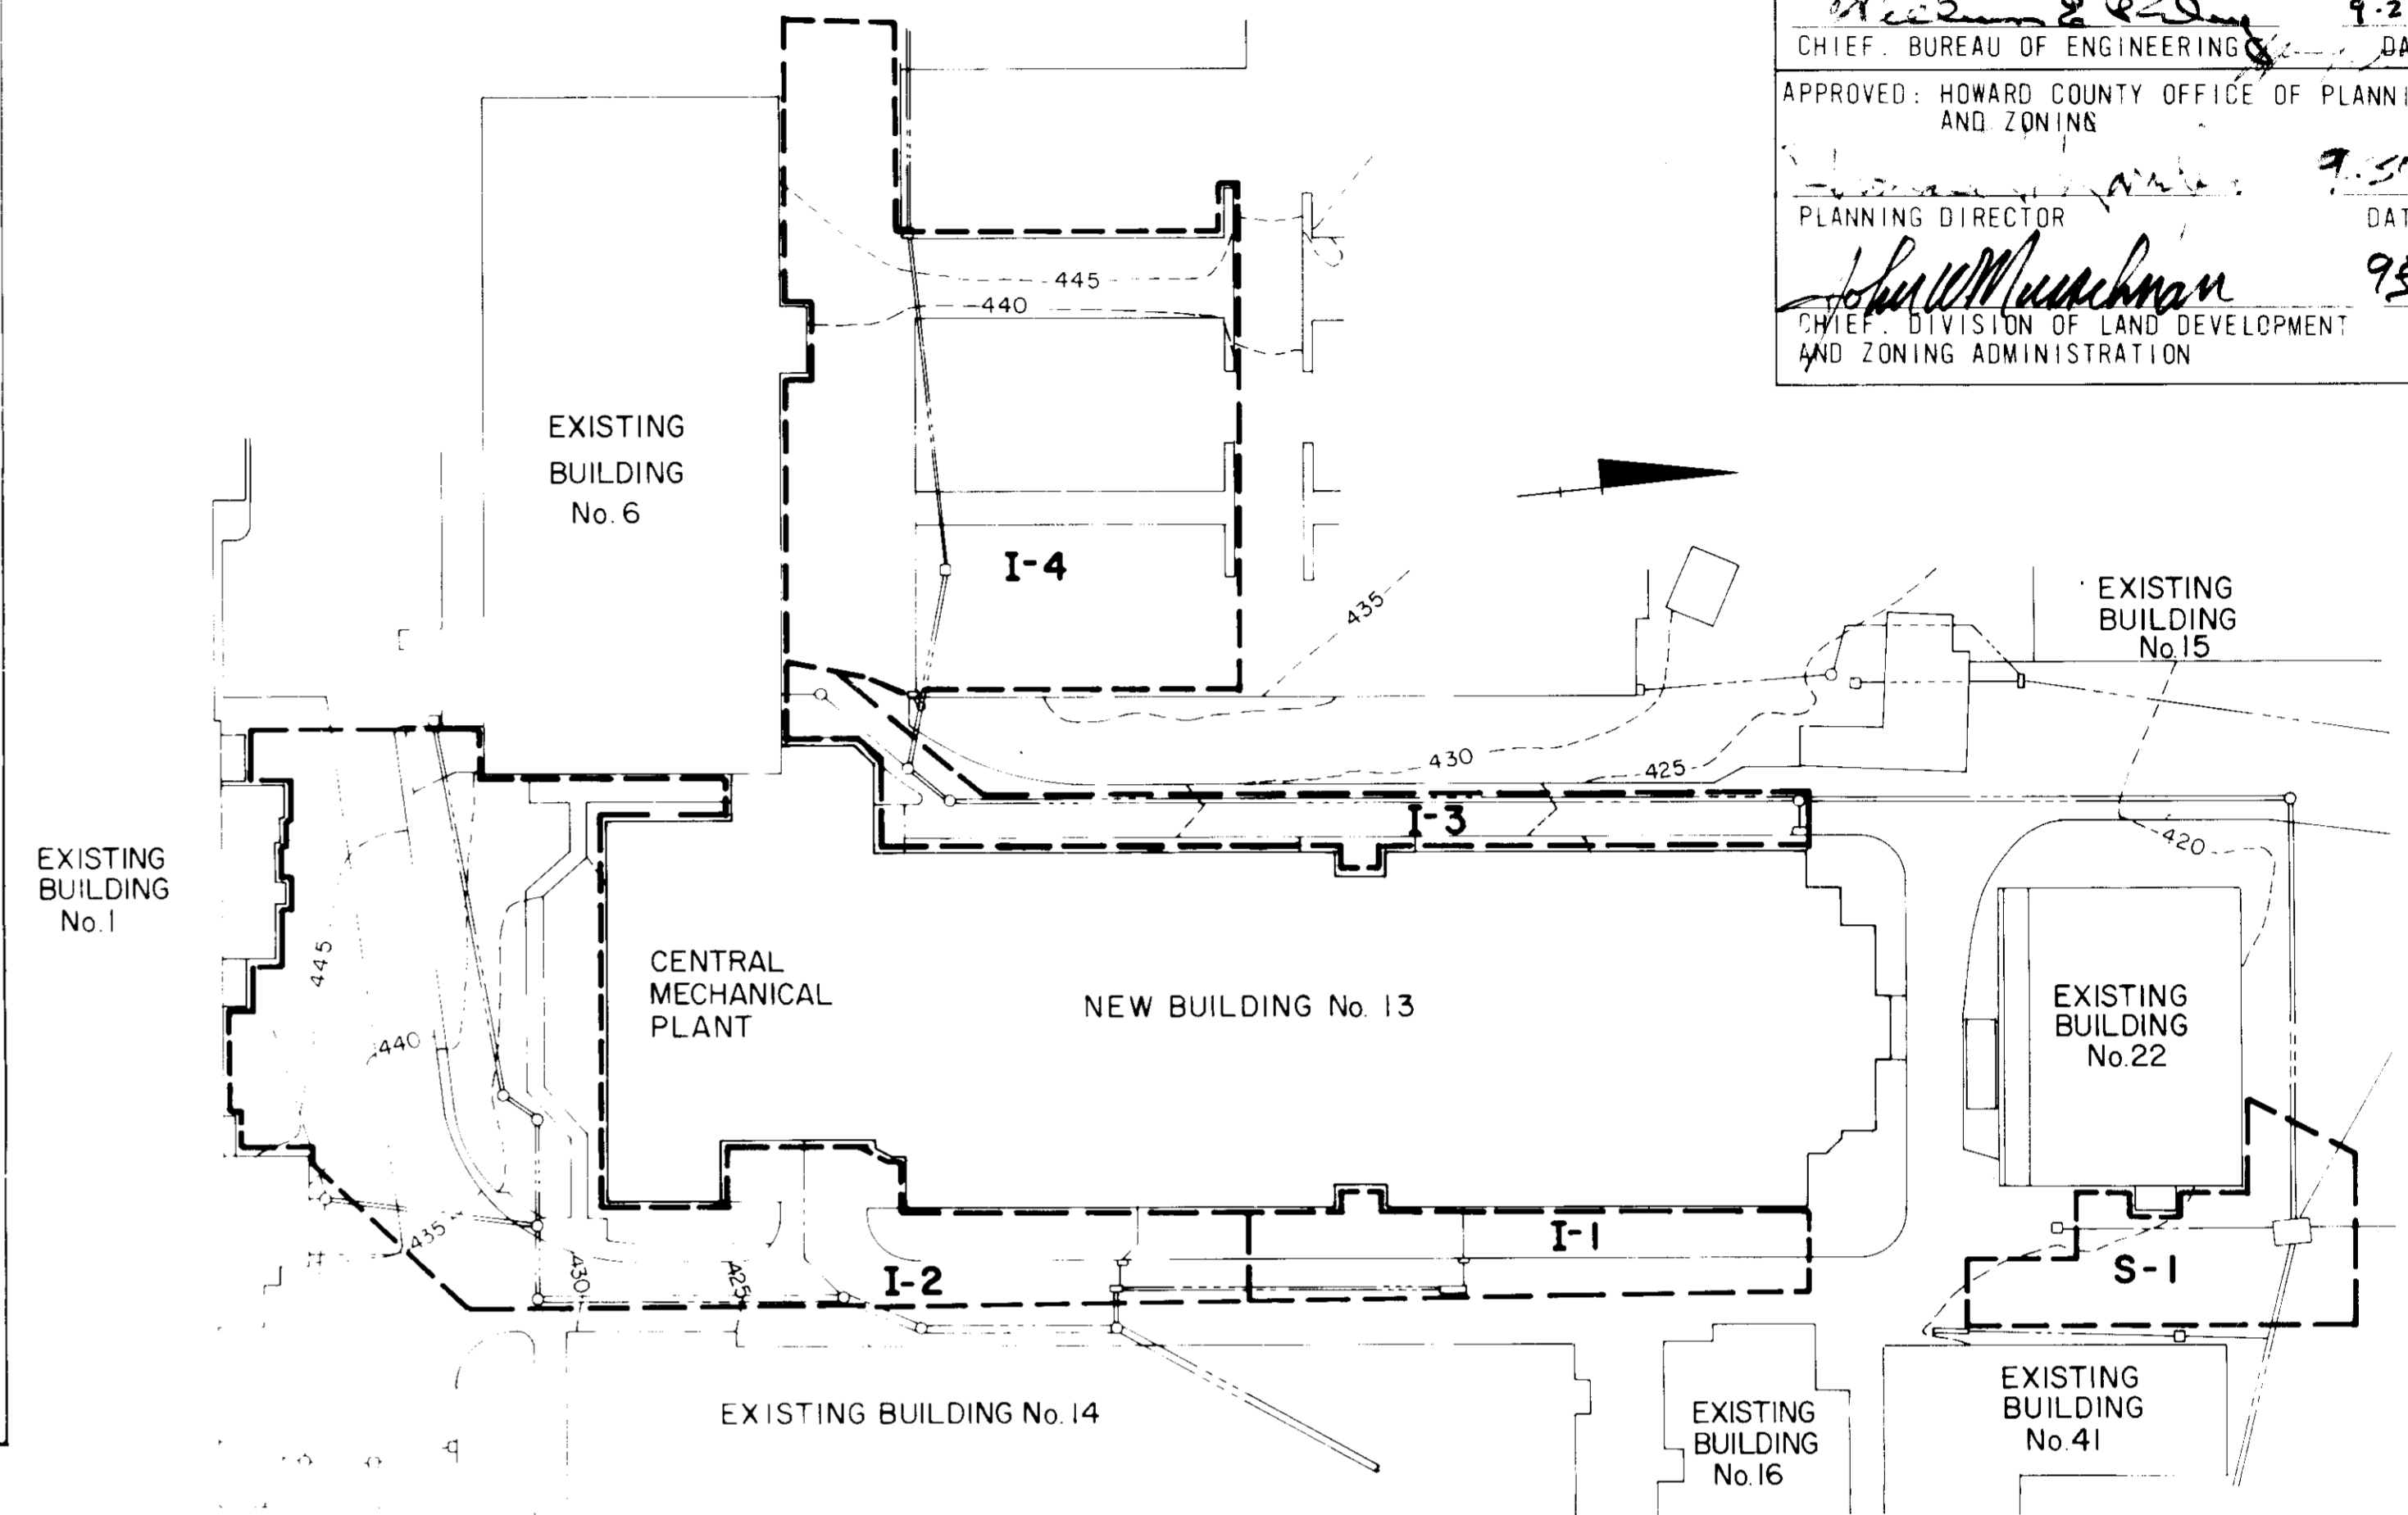 CHIEF. BUREAU OF ENGINEERING
APPROVED: HOWARD COUNTY OFFICE OF
AND ZONING
PLANNING DIRECTOR
CHIEF. DIVISION OF LAND DEVELOPMENT
AND ZONING ADMINISTRATION
445
440
EXISTING
BUILDING
No. 6
I-4
435
EXISTING
BUILDING
No. 15
430
425
I-3
420
EXISTING
BUILDING
No. 1
445
440
CENTRAL
MECHANICAL
PLANT
NEW BUILDING No. 13
EXISTING
BUILDING
No. 22
435
430
425
I-2
I-1
S-1
EXISTING BUILDING No. 14
EXISTING
BUILDING
No. 16
EXISTING
BUILDING
No. 41